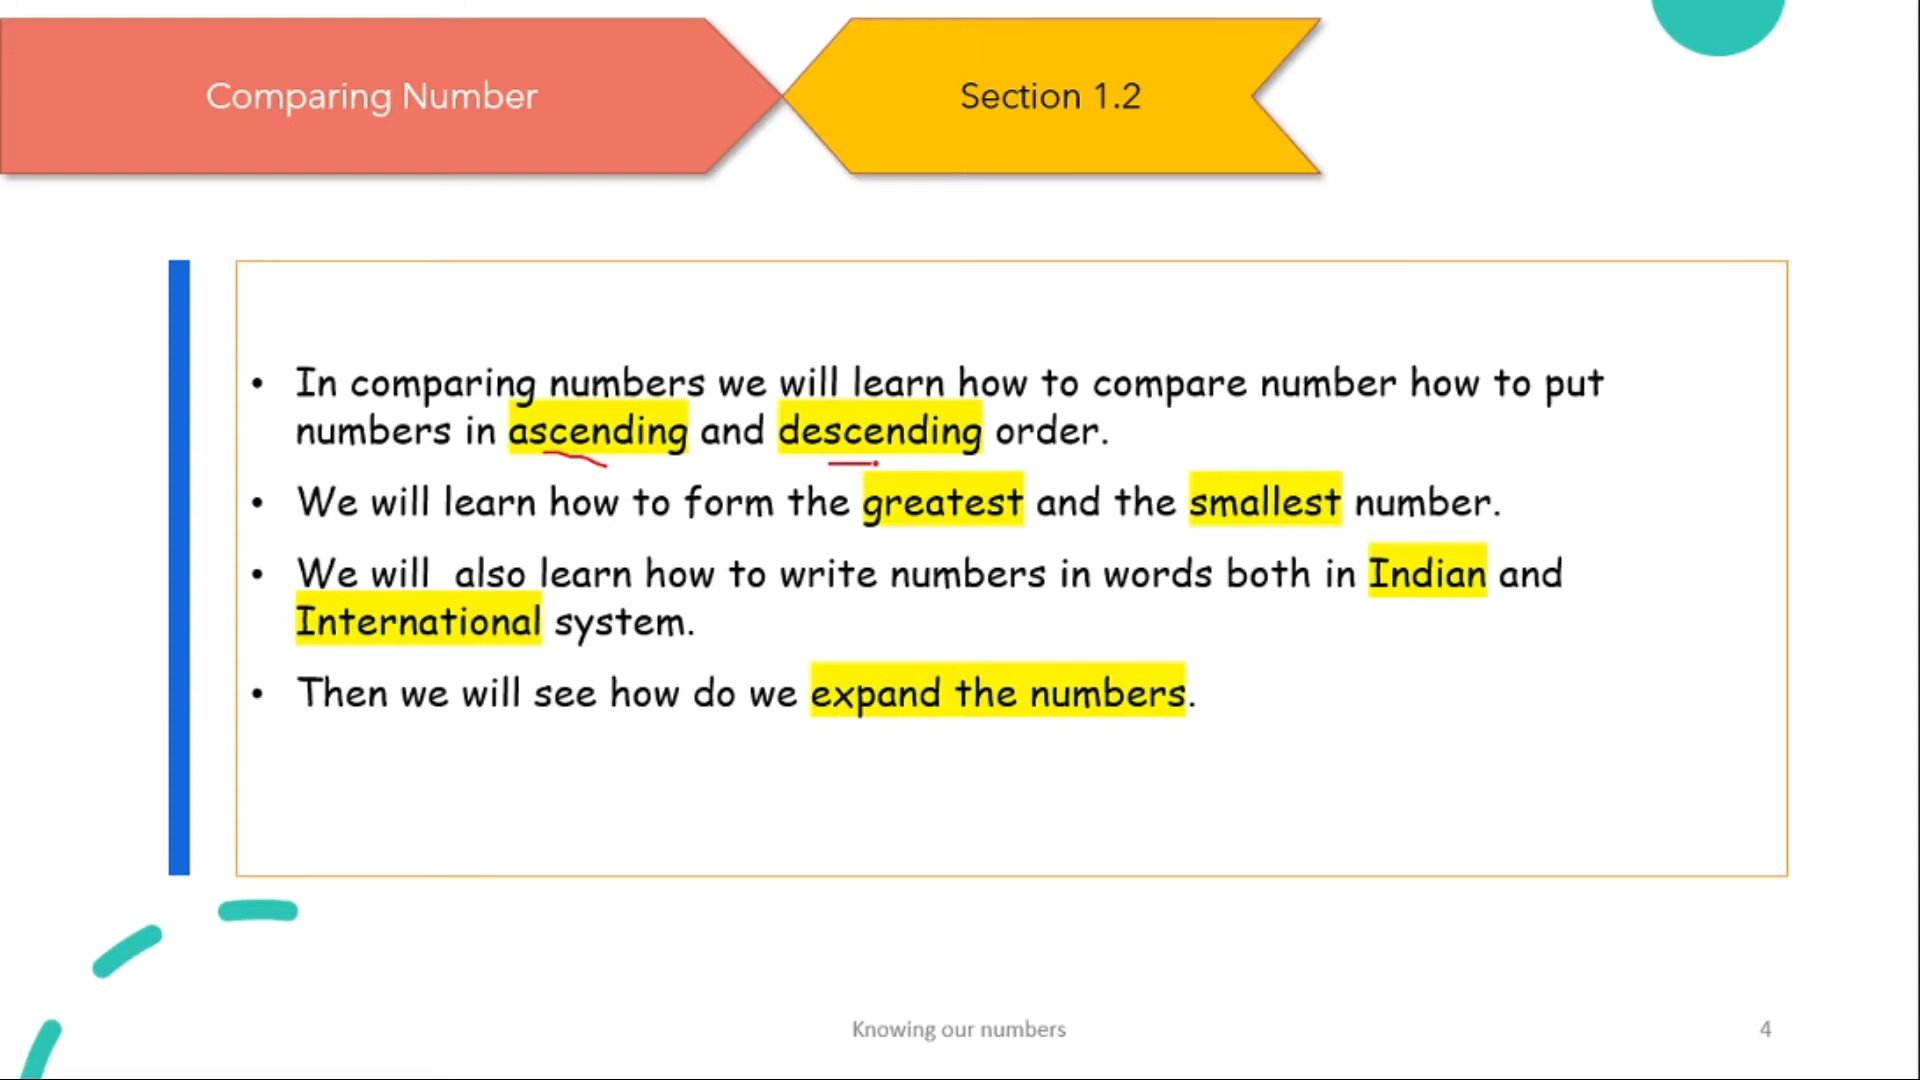 Comparing Number
Section 1.2
• In comparing numbers we will learn how to compare number how to put
numbers in ascending and descending order.
• We will learn how to form the greatest and the smallest number.
• We will  also learn how to write numbers in words both in Indian and
International system.
• Then we will see how do we expand the numbers.
Knowing our numbers
4